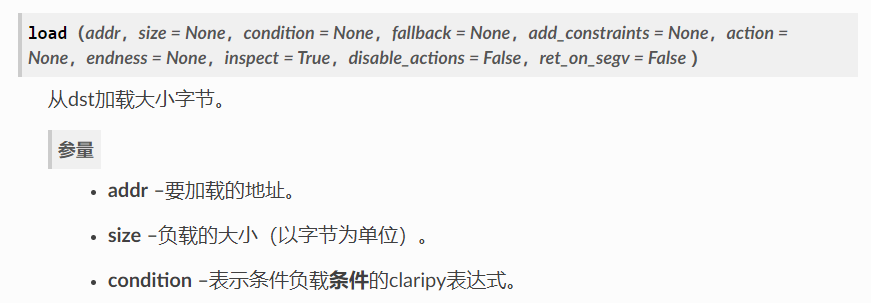 load (addr，size = None，condition = None，fallback = None，add_constraints = None，action =
None，endness = None，inspect = True，disable_actions = False，ret_on_segv = False )
从dst加载大小字节。
参量
• addr –要加载的地址。
• size –负载的大小（以字节为单位）。
• condition –表示条件负载条件的claripy表达式。